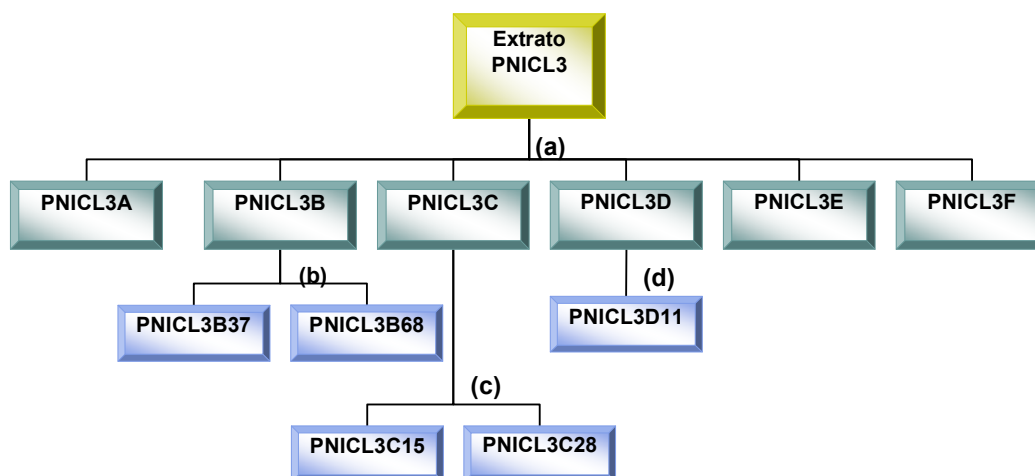 Extrato
PNICL3
(a)
PNICL3A
PNICL3B
PNICL3C
PNICL3D
PNICL3E
PNICL3F
(b)
(d)
PNICL3B37
PNICL3B68
PNICL3D11
(c)
PNICL3C15
PNICL3C28